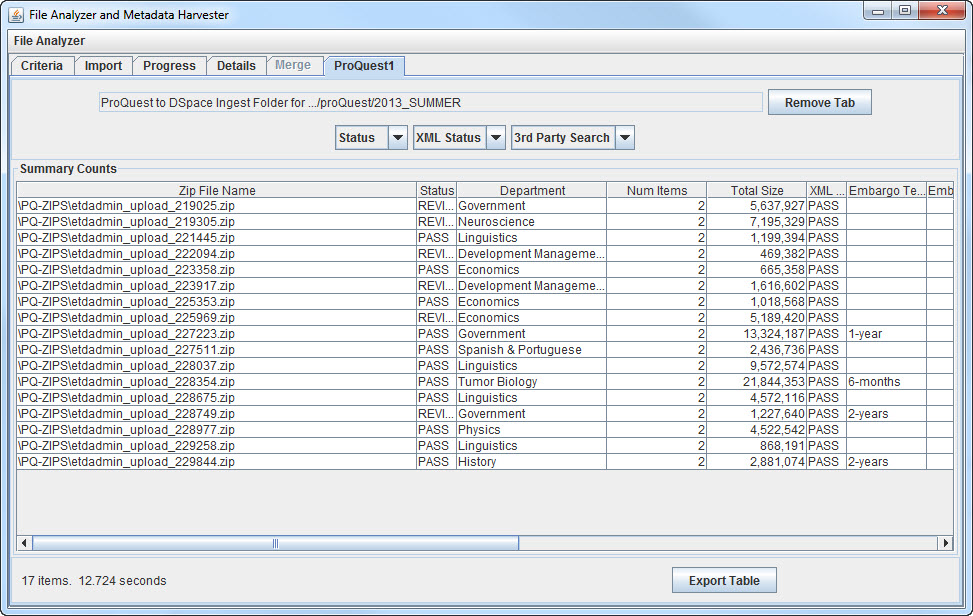 File Analyzer and Metadata Harvester
File Analyzer
Criteria Import Progress Details Merge ProQuest1
ProQuest to DSpace Ingest Folder for .../proQuest/2013_SUMMER Remove Tab
Status XML Status 3rd Party Search
Summary Counts
Zip File Name Status Department Num Items Total Size XML ... Embargo Te... Emb
\PQ-ZIPS\etdadmin_upload_219025.zip REVI... Government 2 5,637,927 PASS
\PQ-ZIPS\etdadmin_upload_219305.zip REVI... Neuroscience 2 7,195,329 PASS
\PQ-ZIPS\etdadmin_upload_221445.zip PASS Linguistics 2 1,199,394 PASS
\PQ-ZIPS\etdadmin_upload_222094.zip REVI... Development Manageme... 2 469,382 PASS
\PQ-ZIPS\etdadmin_upload_223358.zip PASS Economics 2 665,358 PASS
\PQ-ZIPS\etdadmin_upload_223917.zip REVI... Development Manageme... 2 1,616,602 PASS
\PQ-ZIPS\etdadmin_upload_225353.zip PASS Economics 2 1,018,568 PASS
\PQ-ZIPS\etdadmin_upload_225969.zip REVI... Economics 2 5,189,420 PASS
\PQ-ZIPS\etdadmin_upload_227223.zip PASS Government 2 13,324,187 PASS 1-year
\PQ-ZIPS\etdadmin_upload_227511.zip PASS Spanish & Portuguese 2 2,436,736 PASS
\PQ-ZIPS\etdadmin_upload_228037.zip PASS Linguistics 2 9,572,574 PASS
\PQ-ZIPS\etdadmin_upload_228354.zip PASS Tumor Biology 2 21,844,353 PASS 6-months
\PQ-ZIPS\etdadmin_upload_228675.zip PASS Linguistics 2 4,572,116 PASS
\PQ-ZIPS\etdadmin_upload_228749.zip REVI... Government 2 1,227,640 PASS 2-years
\PQ-ZIPS\etdadmin_upload_228977.zip PASS Physics 2 4,522,542 PASS
\PQ-ZIPS\etdadmin_upload_229258.zip PASS Linguistics 2 868,191 PASS
\PQ-ZIPS\etdadmin_upload_229844.zip PASS History 2 2,881,074 PASS 2-years
17 items. 12.724 seconds Export Table